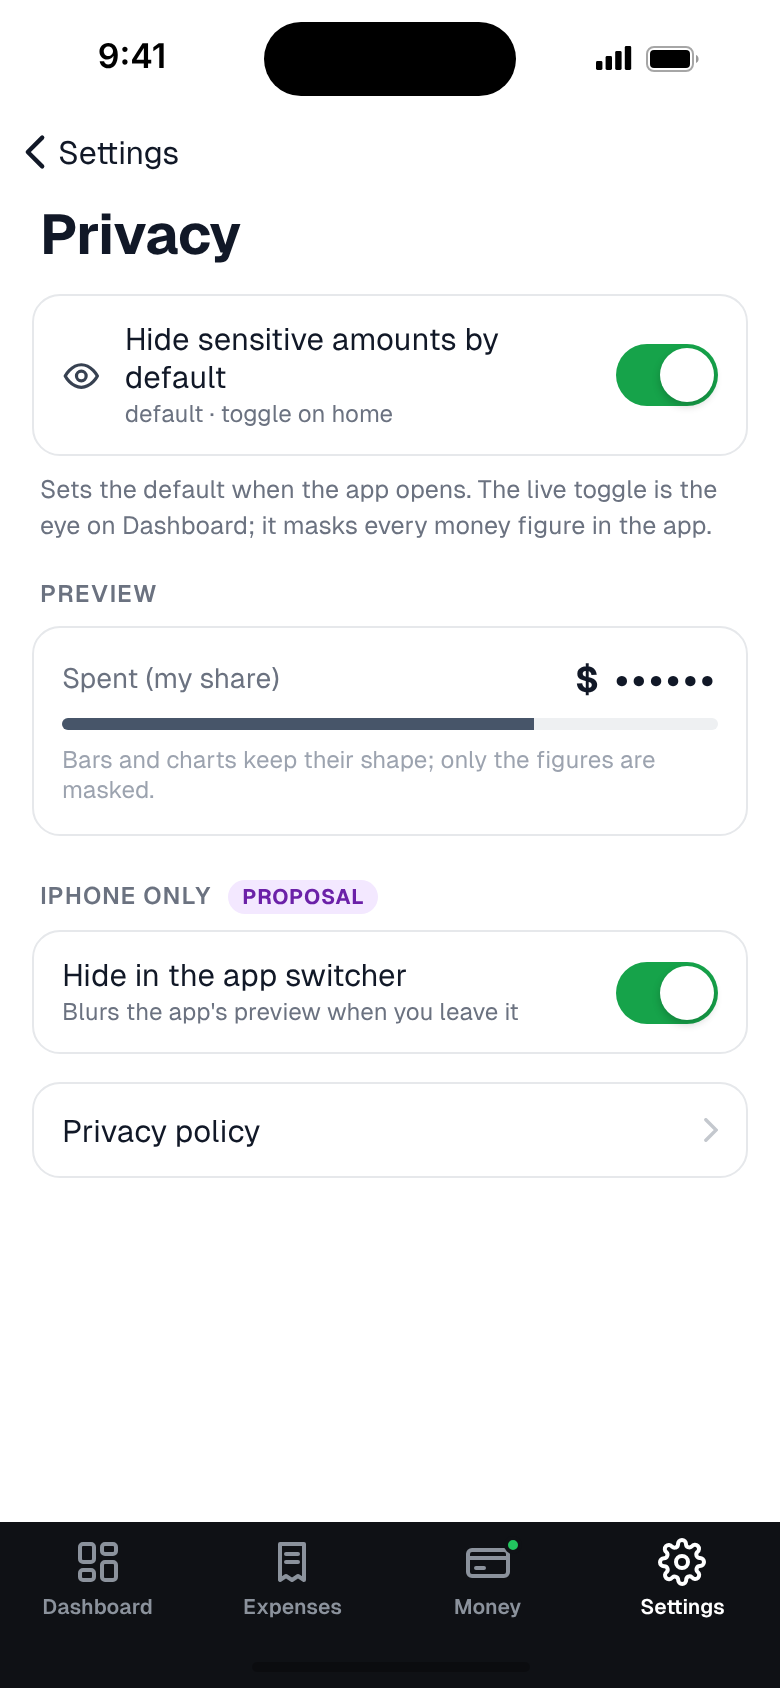 9:41
Settings
Privacy
Hide sensitive amounts by
default
default · toggle on home
Sets the default when the app opens. The live toggle is the
eye on Dashboard; it masks every money figure in the app.
PREVIEW
Spent (my share)
$ ••••••
Bars and charts keep their shape; only the figures are
masked.
IPHONE ONLY
PROPOSAL
Hide in the app switcher
Blurs the app's preview when you leave it
Privacy policy
Dashboard
Expenses
Money
Settings